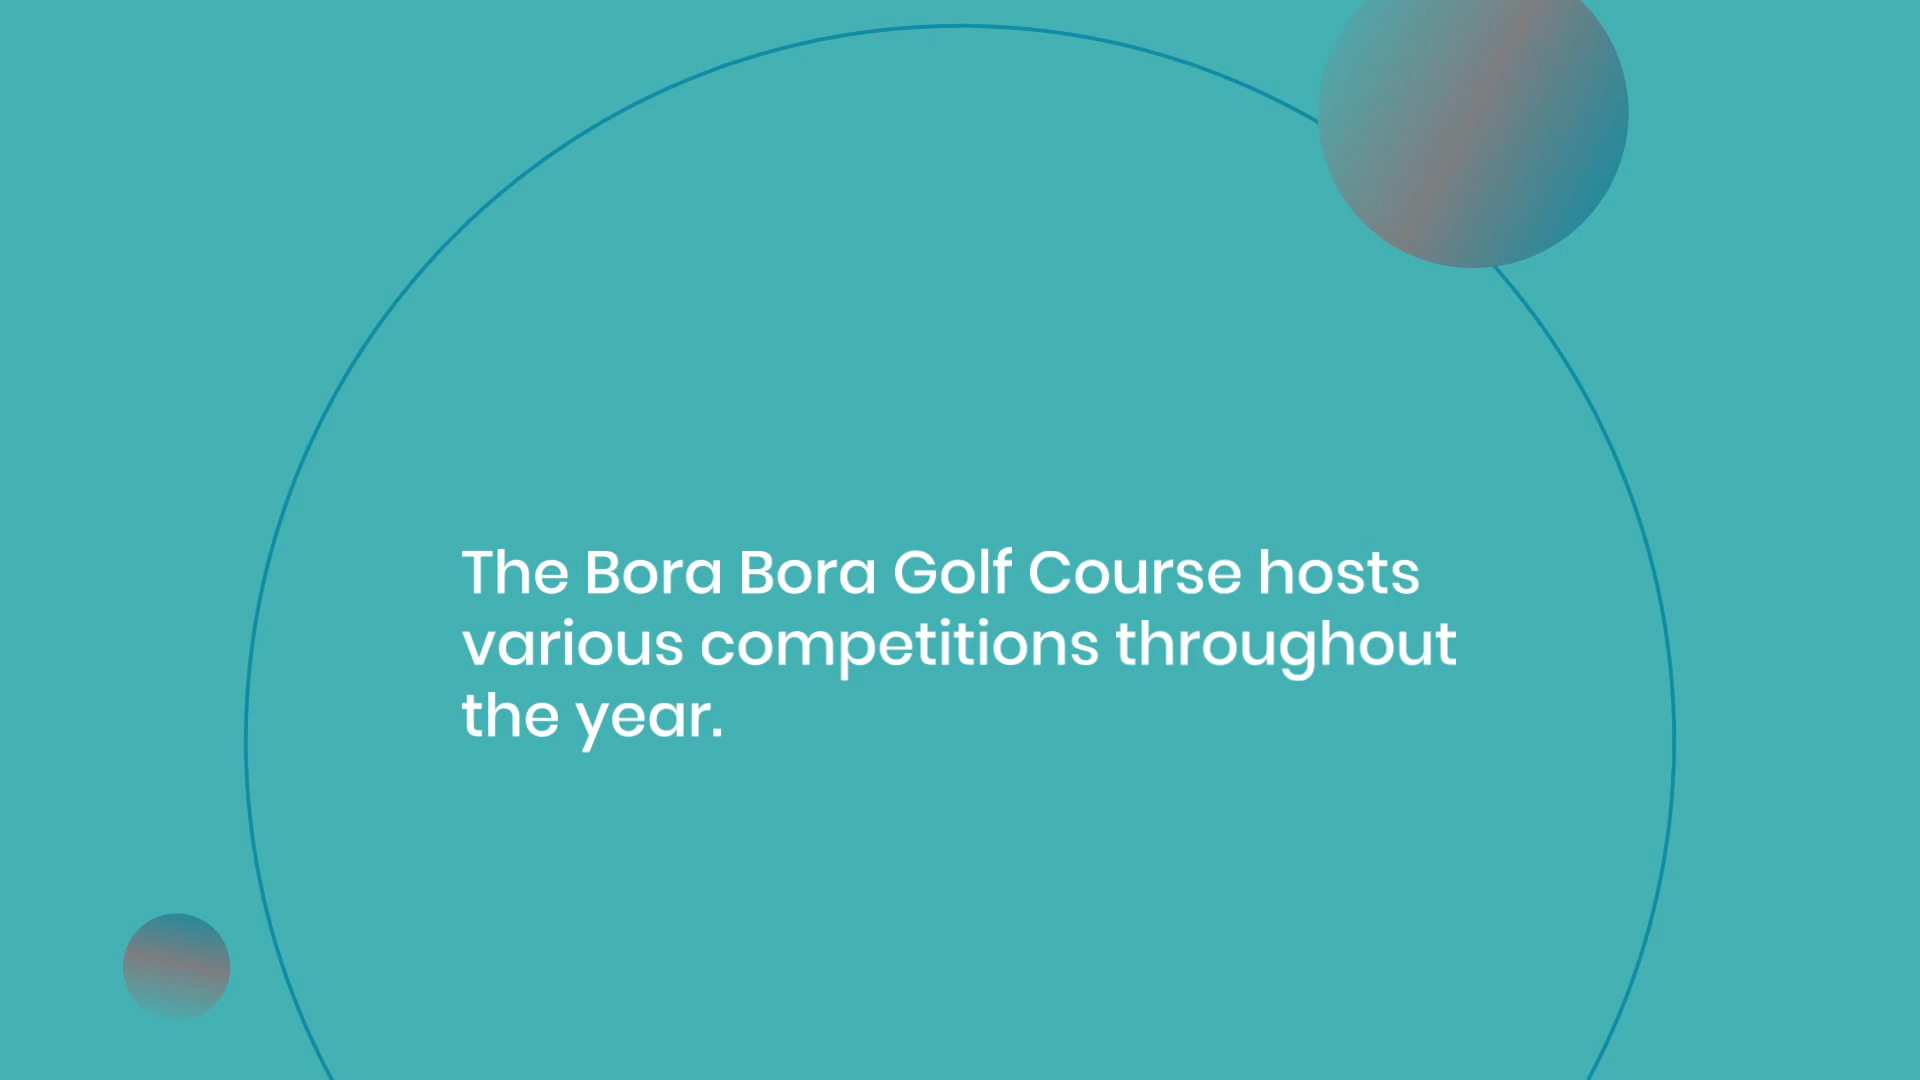 The Bora Bora Golf Course hosts
various competitions throughout
the year.